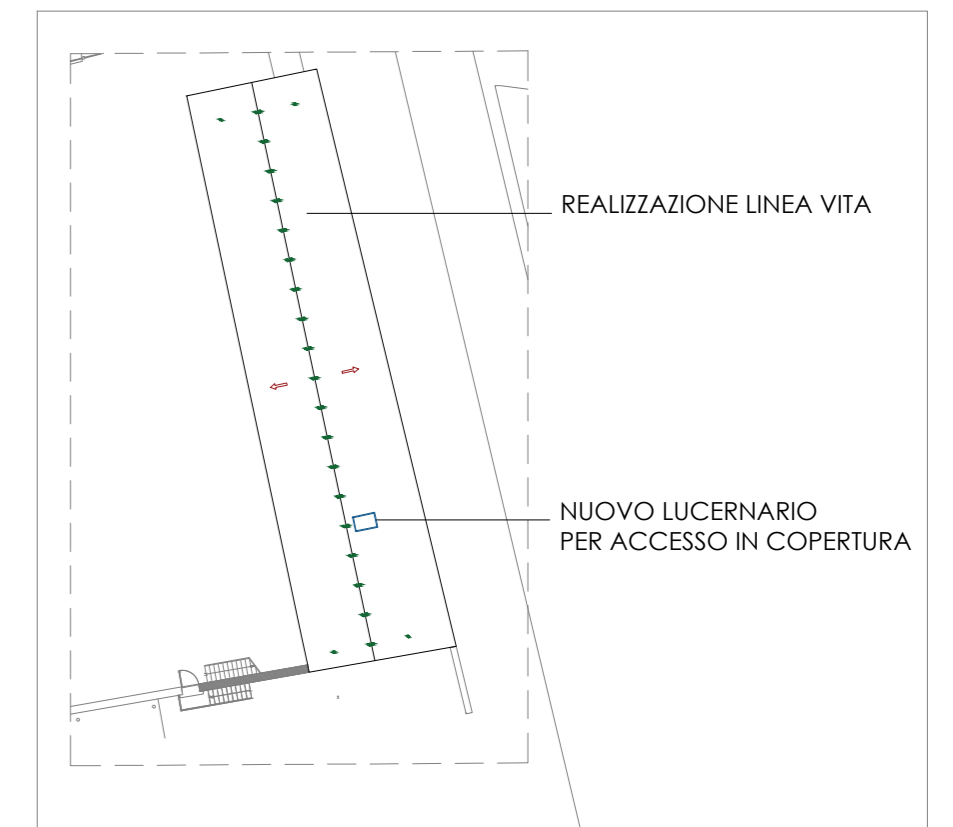 REALIZZAZIONE LINEA VITA
NUOVO LUCERNARIO
PER ACCESSO IN COPERTURA